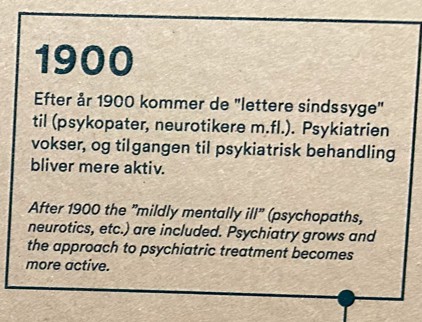 1900
Efter år 1900 kommer de "lettere sindssyge"
til (psykopater, neurotikere m.fl.). Psykiatrien
vokser, og tilgangen til psykiatrisk behandling
bliver mere aktiv.
After 1900 the "mildly mentally ill" (psychopaths,
neurotics, etc.) are included. Psychiatry grows and
the approach to psychiatric treatment becomes
more active.